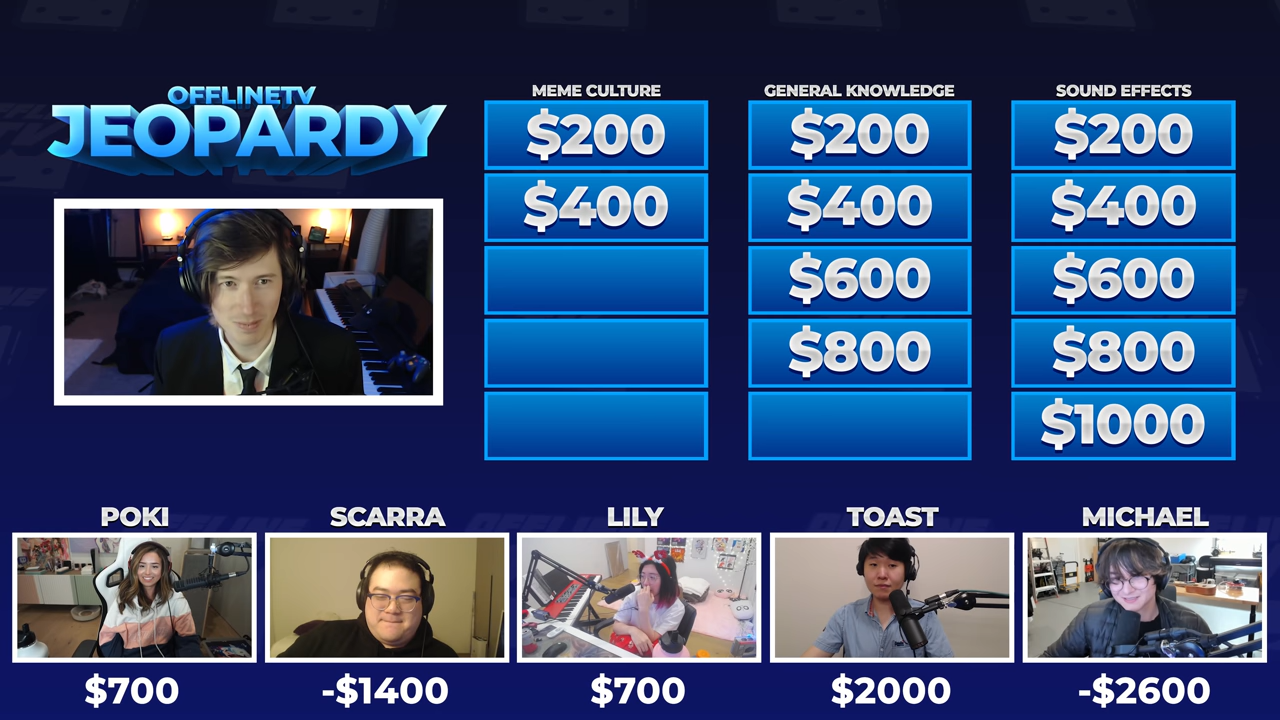 OFFLINETV
JEOPARDY
MEME CULTURE GENERAL KNOWLEDGE SOUND EFFECTS
$200 $200 $200
$400 $400 $400
$600 $600
$800 $800
$1000
POKI SCARRA LILY TOAST MICHAEL
$700 -$1400 $700 $2000 -$2600